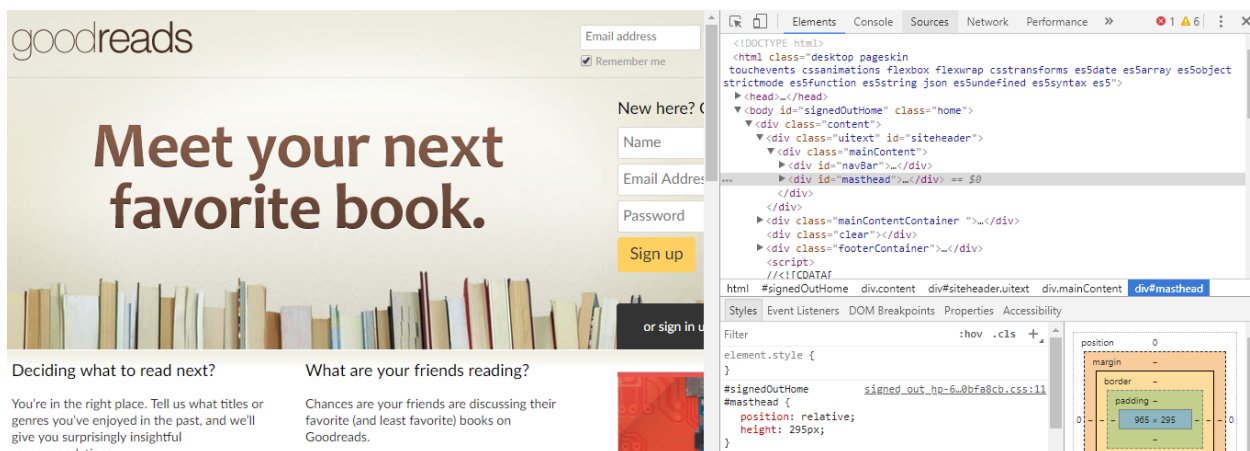 goodreads
Email address
Remember me
New here?
Meet your next
favorite book.
Name
Email Addres
Password
Sign up
or sign in u
Deciding what to read next?
You're in the right place. Tell us what titles or
genres you've enjoyed in the past, and we'll
give you surprisingly insightful
What are your friends reading?
Chances are your friends are discussing their
favorite (and least favorite) books on
Goodreads.
Elements Console Sources Network Performance » 1 6
<!DOCTYPE html>
<html class="desktop pageskin
touchevents cssanimations flexbox flexwrap csstransforms es5date es5array es5object
strictmode es5function es5string json es5undefined es5syntax es5">
▶<head>…</head>
▼<body id="signedOutHome" class="home">
▼<div class="content">
▼<div class="uitext" id="siteheader">
▼<div class="mainContent">
▶<div id="navBar">…</div>
… ▶<div id="masthead">…</div> == $0
</div>
</div>
▶<div class="mainContentContainer ">…</div>
<div class="clear"></div>
▶<div class="footerContainer">…</div>
<script>
//<![CDATA[
html #signedOutHome div.content div#siteheader.uitext div.mainContent div#masthead
Styles Event Listeners DOM Breakpoints Properties Accessibility
Filter :hov .cls +
element.style {
}
#signedOutHome signed_out_hp-6…0bfa8cb.css:11
#masthead {
position: relative;
height: 295px;
}
position 0
margin –
border –
padding –
0 – – – 965 × 295 – – – 0
–